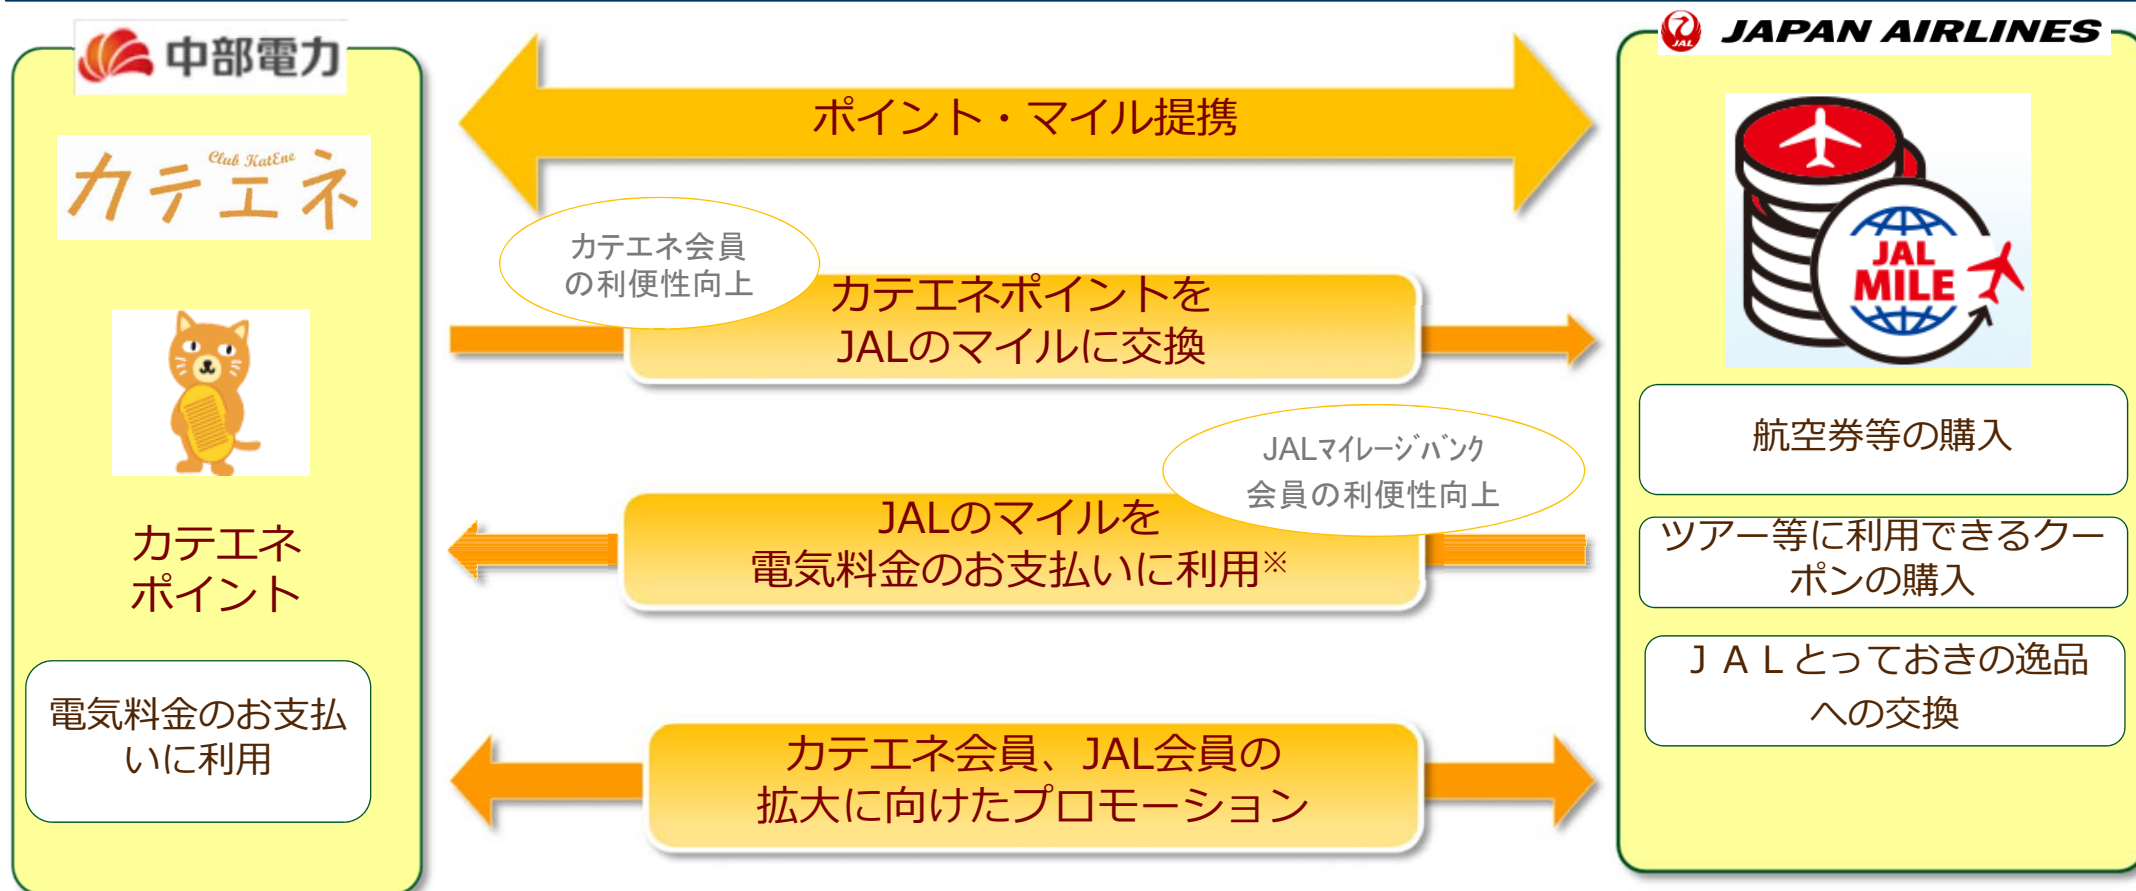 中部電力
Club KatEne
カテエネ
カテエネ
ポイント
電気料金のお支払
いに利用
ポイント・マイル提携
カテエネ会員
の利便性向上
カテエネポイントを
JALのマイルに交換
JALマイレージバンク
会員の利便性向上
JALのマイルを
電気料金のお支払いに利用※
カテエネ会員、JAL会員の
拡大に向けたプロモーション
JAL
JAPAN AIRLINES
JAL
MILE
航空券等の購入
ツアー等に利用できるクー
ポンの購入
ＪＡＬとっておきの逸品
への交換